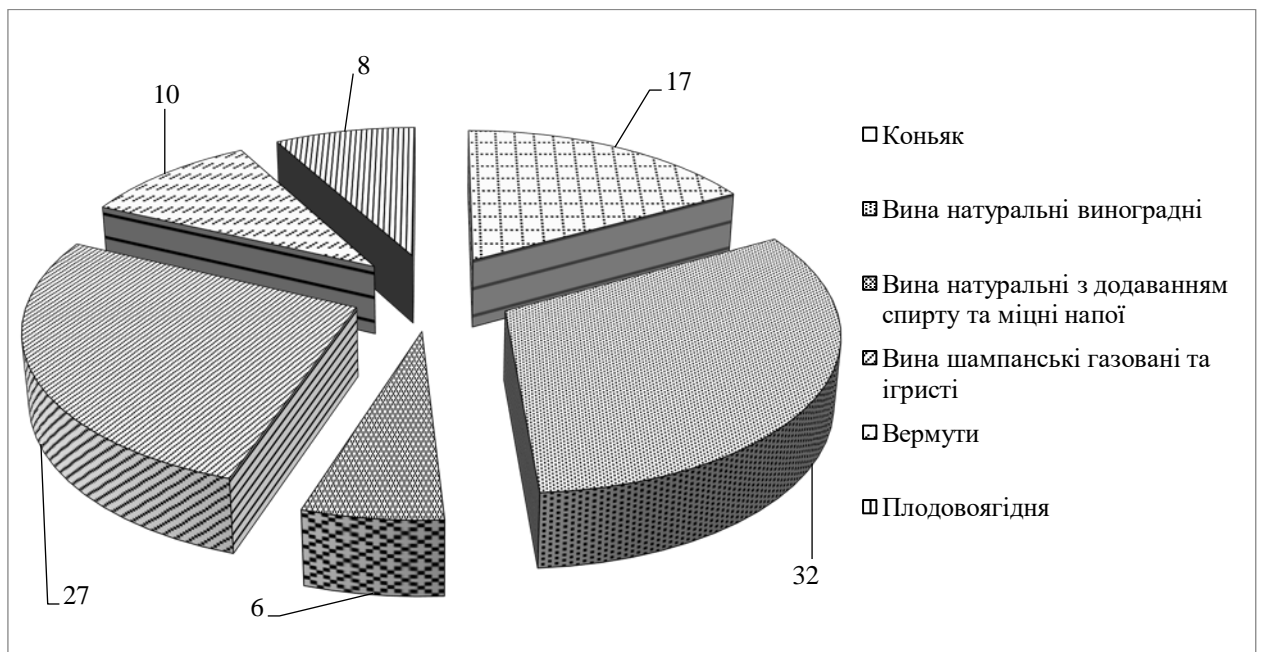 8
10
17
Коньяк
Вина натуральні виноградні
Вина натуральні з додаванням
спирту та міцні напої
Вина шампанські газовані та
ігристі
Вермути
Плодовоягідня
32
27
6